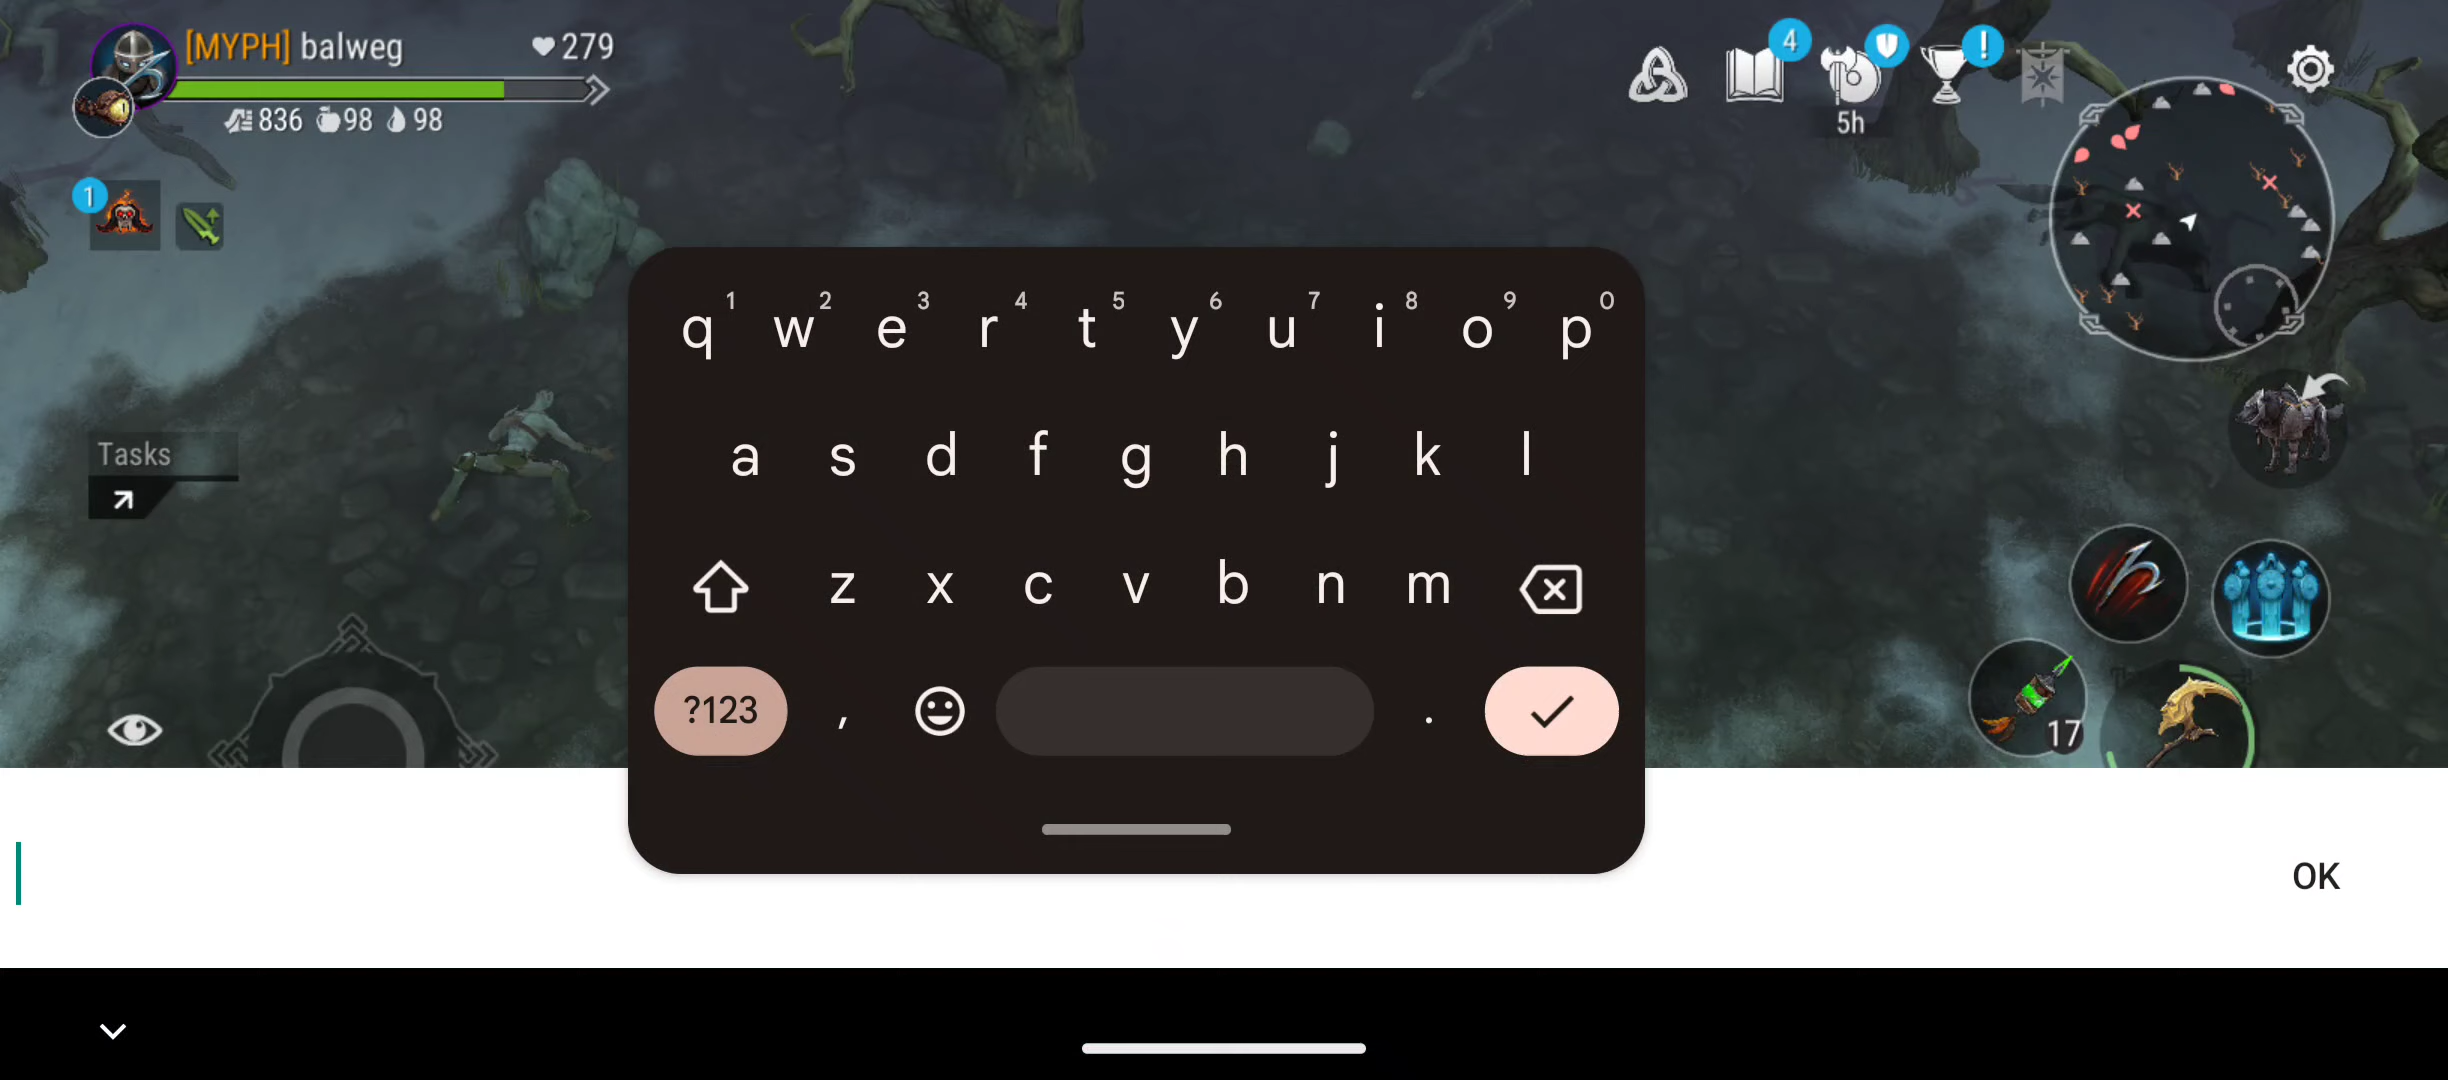 [MYPH] balweg 279
836 98 98
4
!
5h
1
Tasks
17
q 1 w 2 e 3 r 4 t 5 y 6 u 7 i 8 o 9 p 0
a s d f g h j k l
z x c v b n m
?123 , .
OK